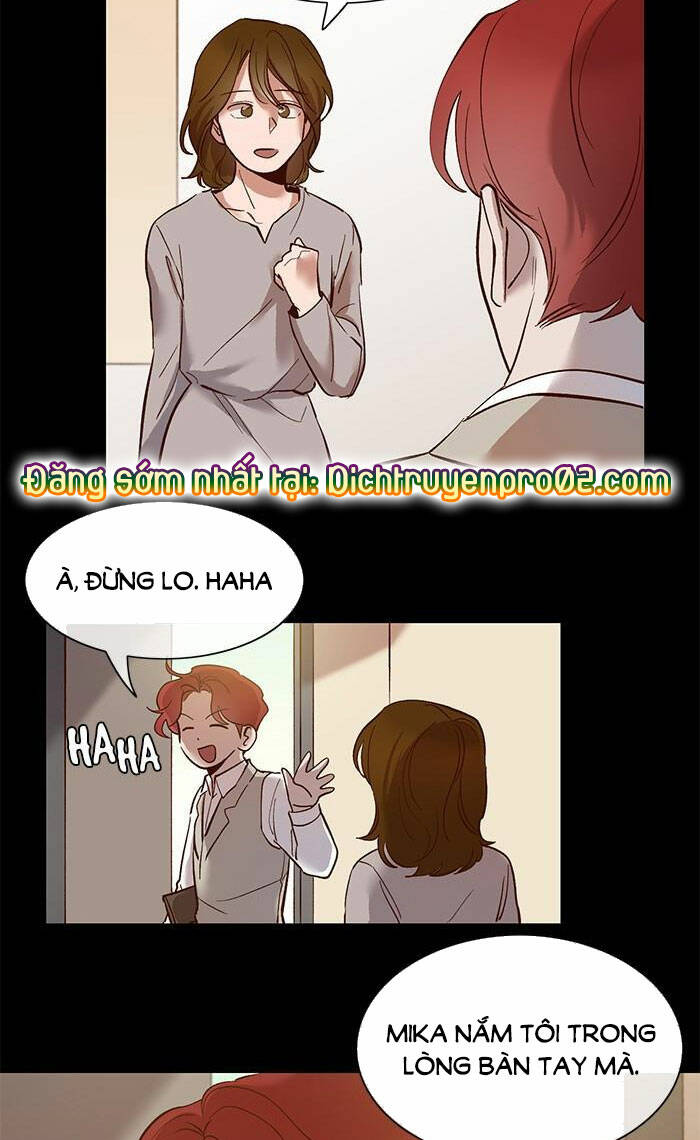 Đăng sớm nhất tại: Dichtruyenpro02.com
À, ĐỪNG LO. HAHA
HAHA
MIKA NẮM TÔI TRONG
LÒNG BÀN TAY MÀ.